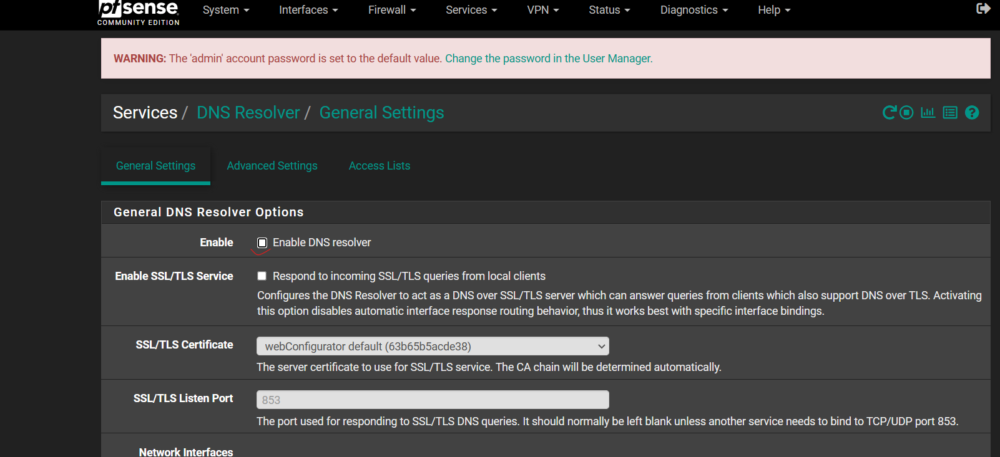 pfsense
COMMUNITY EDITION
System Interfaces Firewall Services VPN Status Diagnostics Help
WARNING: The 'admin' account password is set to the default value. Change the password in the User Manager.
Services / DNS Resolver / General Settings
General Settings Advanced Settings Access Lists
General DNS Resolver Options
Enable Enable DNS resolver
Enable SSL/TLS Service Respond to incoming SSL/TLS queries from local clients
Configures the DNS Resolver to act as a DNS over SSL/TLS server which can answer queries from clients which also support DNS over TLS. Activating
this option disables automatic interface response routing behavior, thus it works best with specific interface bindings.
SSL/TLS Certificate webConfigurator default (63b65b5acde38)
The server certificate to use for SSL/TLS service. The CA chain will be determined automatically.
SSL/TLS Listen Port 853
The port used for responding to SSL/TLS DNS queries. It should normally be left blank unless another service needs to bind to TCP/UDP port 853.
Network Interfaces